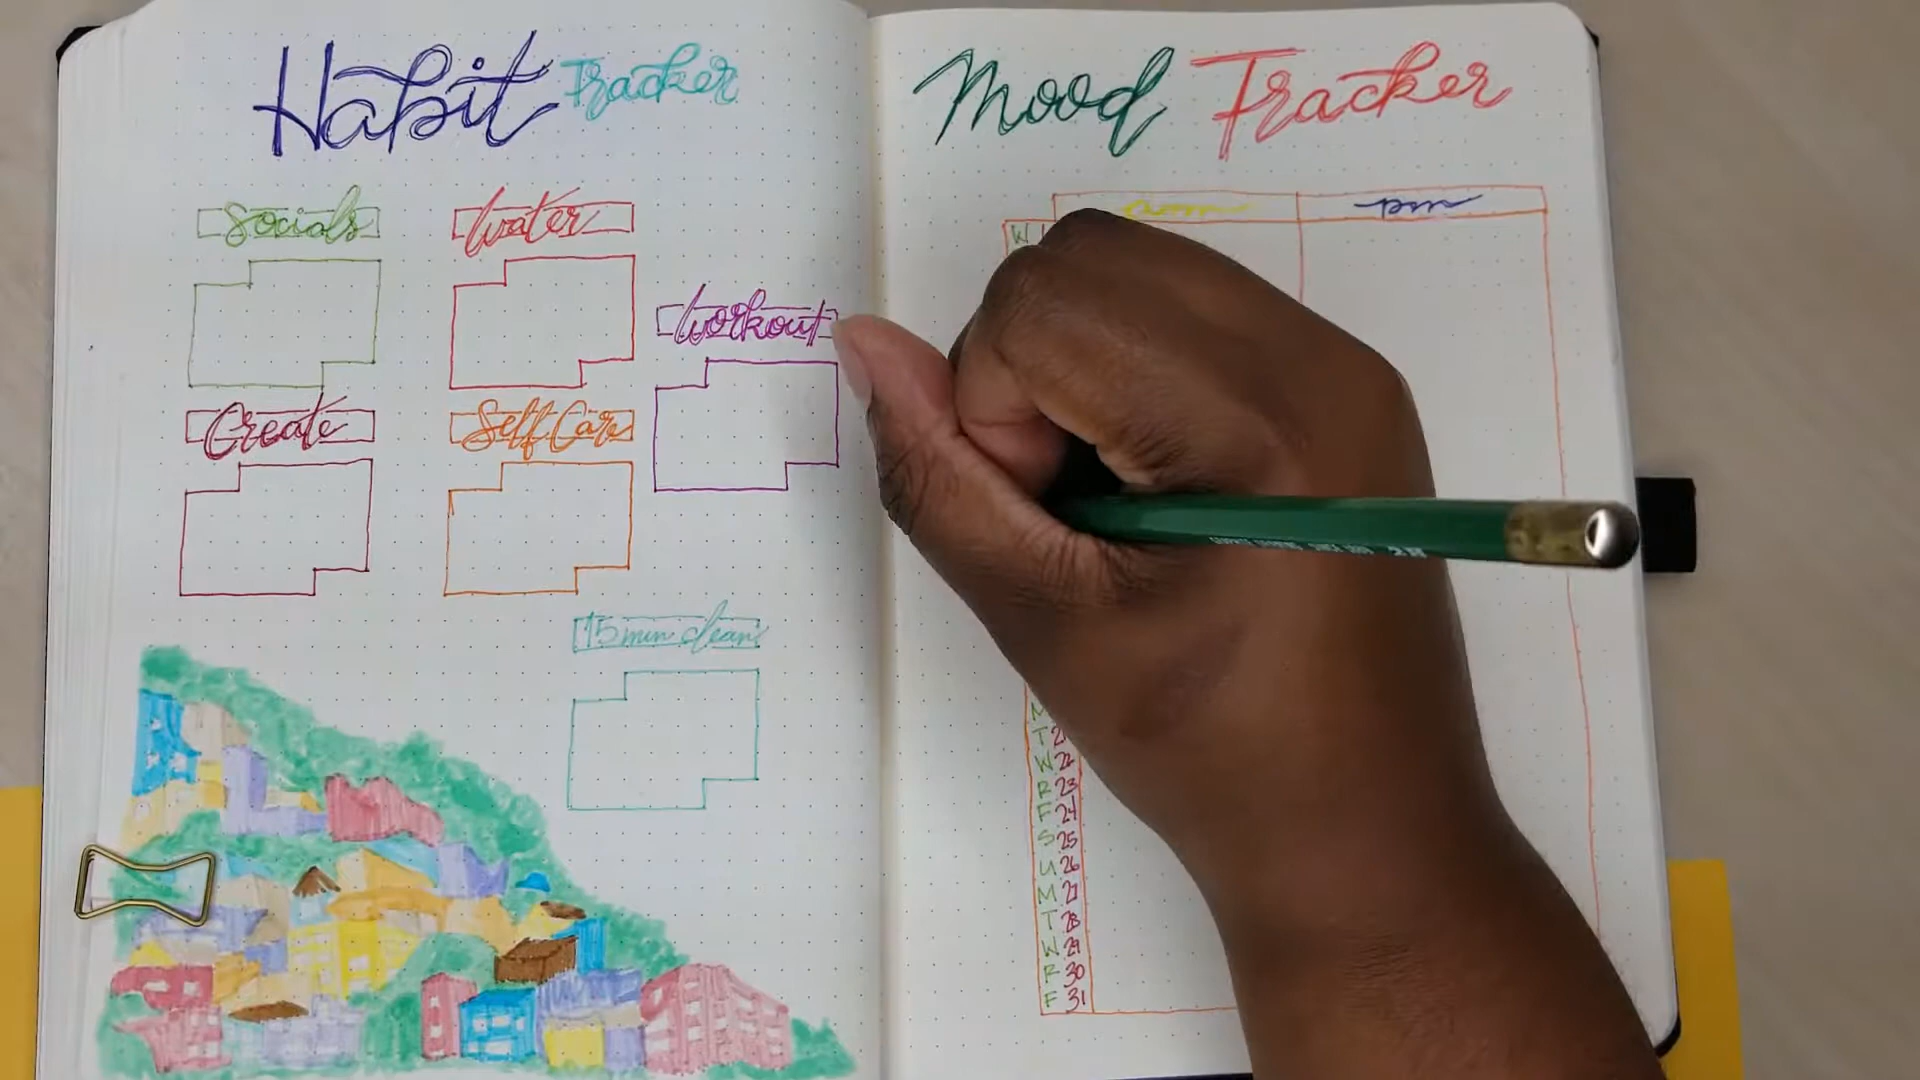 Habit Tracker
Socials
Water
Workout
Create
Self Care
15 min clean
Mood Tracker
am pm
W 1
M
T 21
W 22
R 23
F 24
S 25
U 26
M 27
T 28
W 29
R 30
F 31